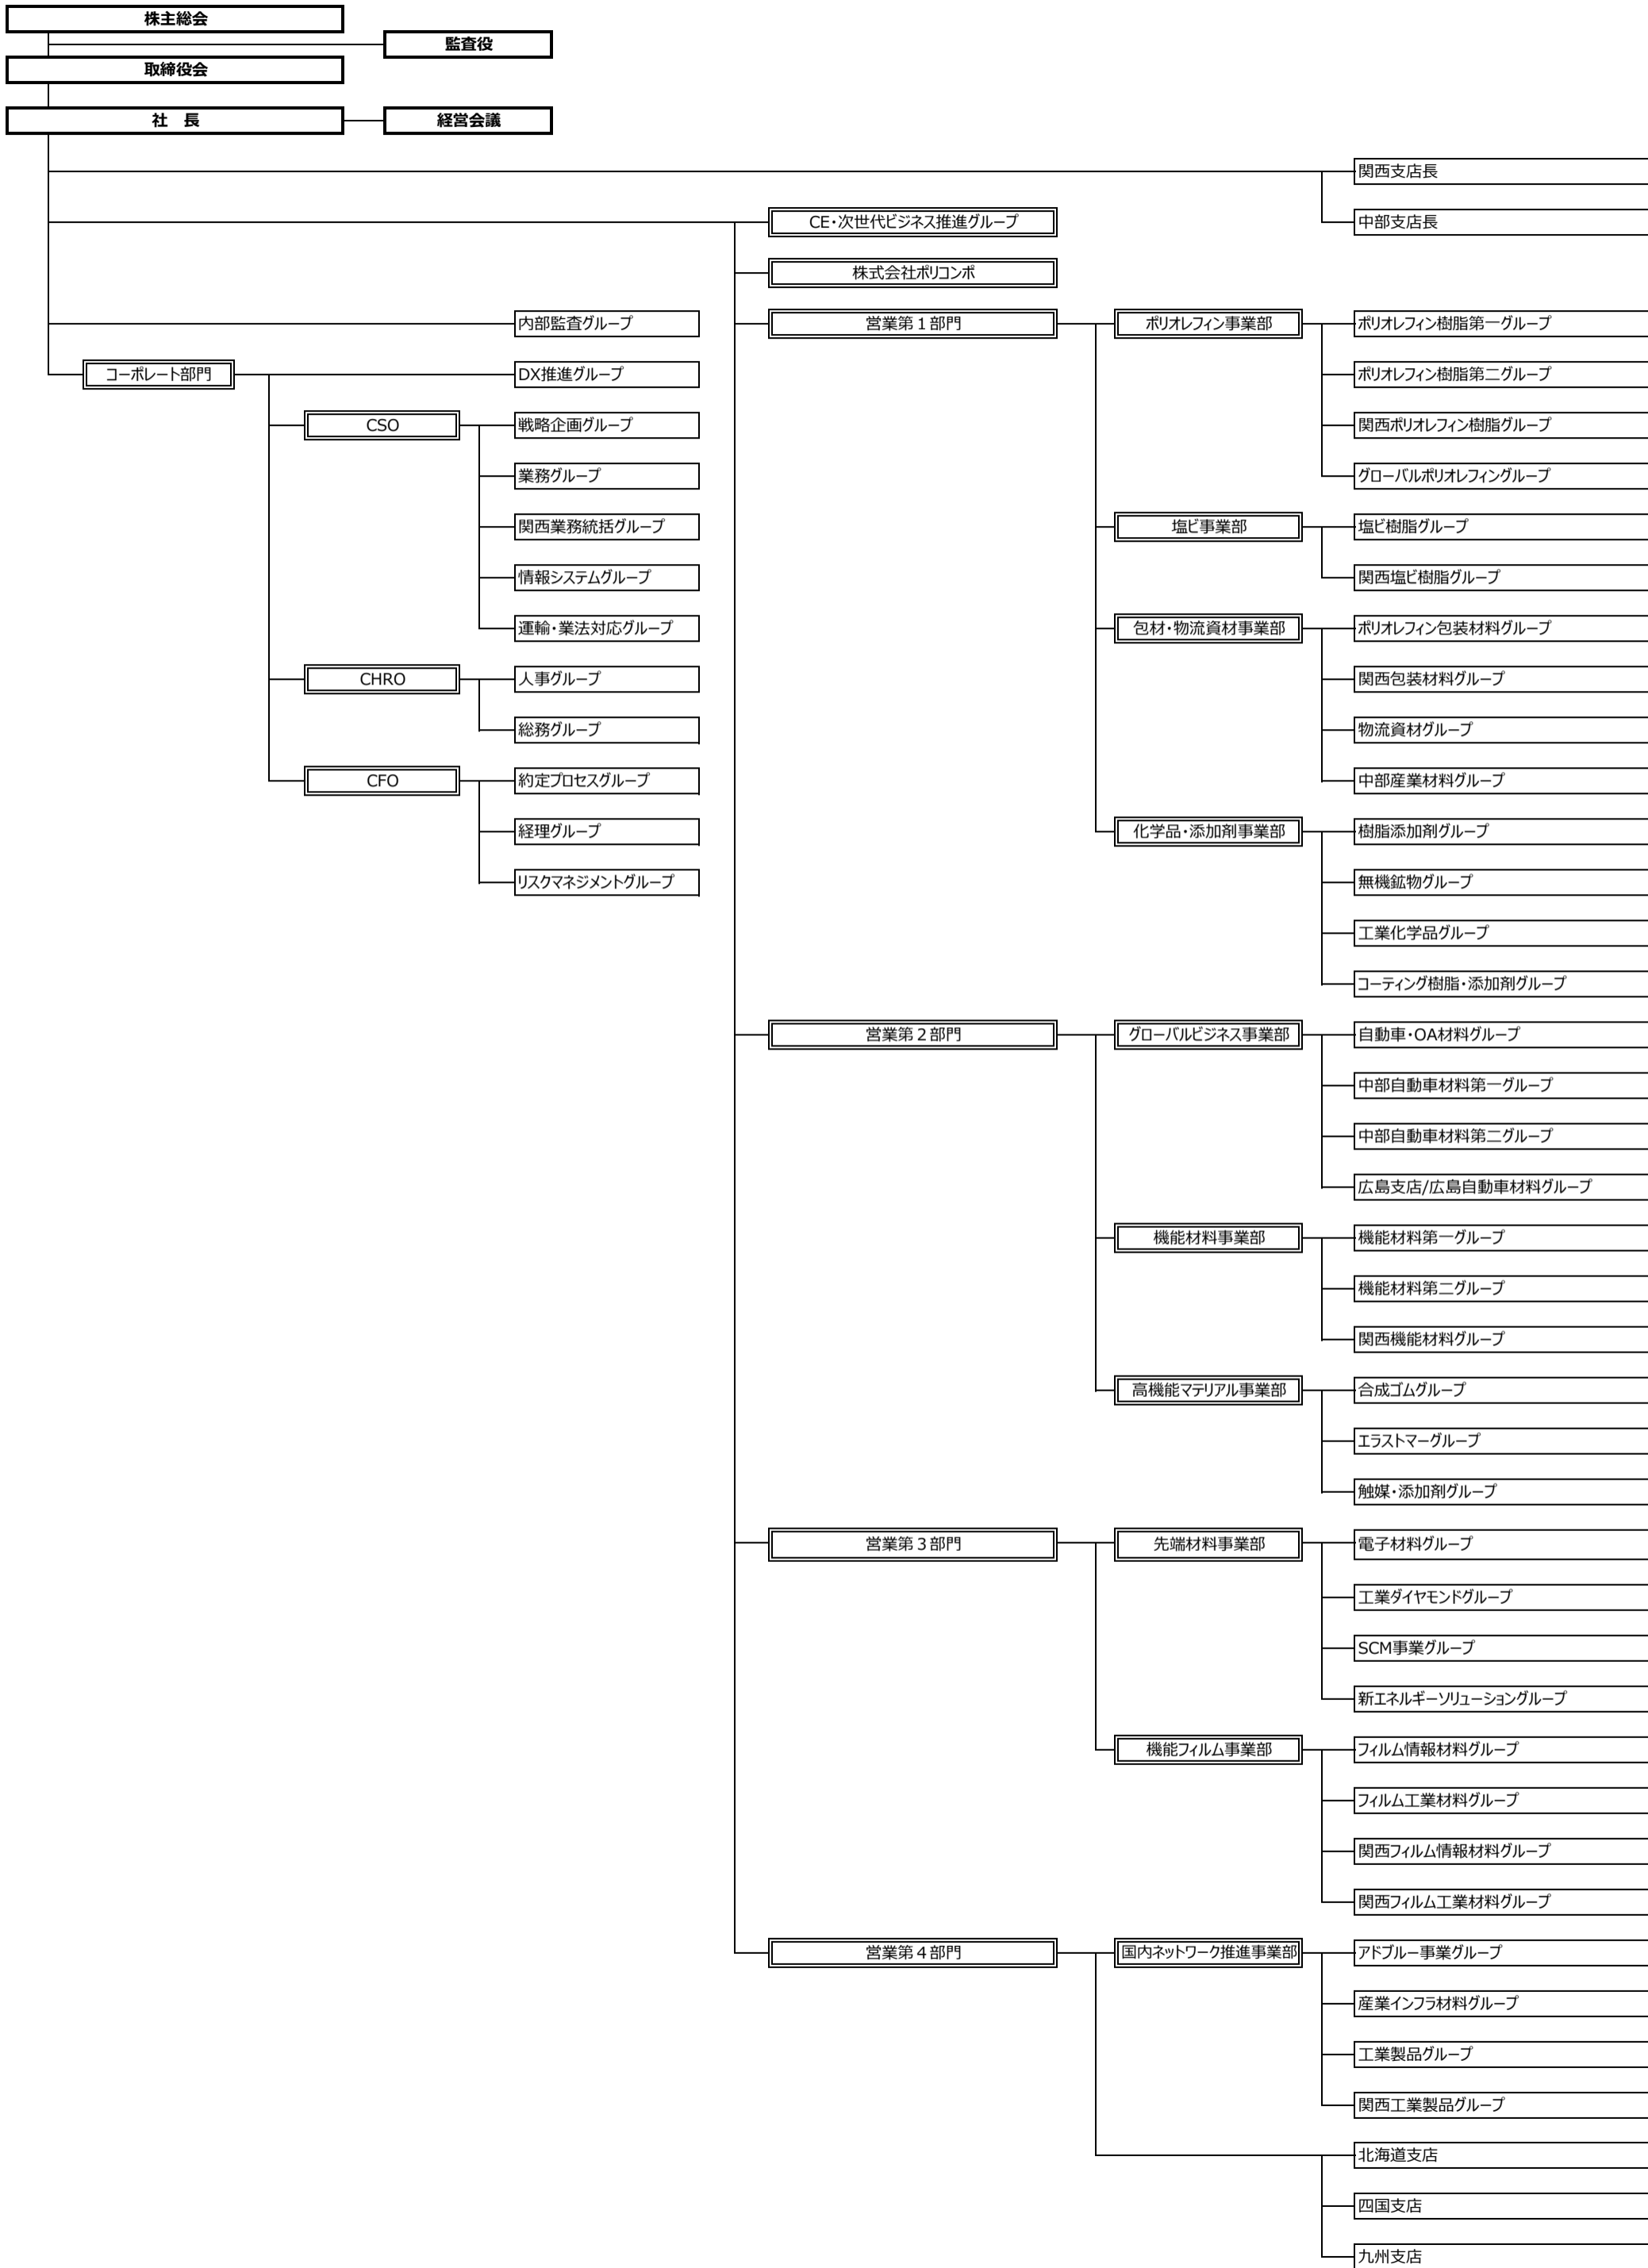 株主総会
監査役
取締役会
社　長
経営会議
関西支店長
CE・次世代ビジネス推進グループ
中部支店長
株式会社ポリコンポ
内部監査グループ
営業第１部門
ポリオレフィン事業部
ポリオレフィン樹脂第一グループ
コーポレート部門
DX推進グループ
ポリオレフィン樹脂第二グループ
CSO
戦略企画グループ
関西ポリオレフィン樹脂グループ
業務グループ
グローバルポリオレフィングループ
関西業務統括グループ
塩ビ事業部
塩ビ樹脂グループ
情報システムグループ
関西塩ビ樹脂グループ
運輸・業法対応グループ
包材・物流資材事業部
ポリオレフィン包装材料グループ
CHRO
人事グループ
関西包装材料グループ
総務グループ
物流資材グループ
CFO
約定プロセスグループ
中部産業材料グループ
経理グループ
化学品・添加剤事業部
樹脂添加剤グループ
リスクマネジメントグループ
無機鉱物グループ
工業化学品グループ
コーティング樹脂・添加剤グループ
営業第２部門
グローバルビジネス事業部
自動車・OA材料グループ
中部自動車材料第一グループ
中部自動車材料第二グループ
広島支店/広島自動車材料グループ
機能材料事業部
機能材料第一グループ
機能材料第二グループ
関西機能材料グループ
高機能マテリアル事業部
合成ゴムグループ
エラストマーグループ
触媒・添加剤グループ
営業第３部門
先端材料事業部
電子材料グループ
工業ダイヤモンドグループ
SCM事業グループ
新エネルギーソリューショングループ
機能フィルム事業部
フィルム情報材料グループ
フィルム工業材料グループ
関西フィルム情報材料グループ
関西フィルム工業材料グループ
営業第４部門
国内ネットワーク推進事業部
アドブルー事業グループ
産業インフラ材料グループ
工業製品グループ
関西工業製品グループ
北海道支店
四国支店
九州支店